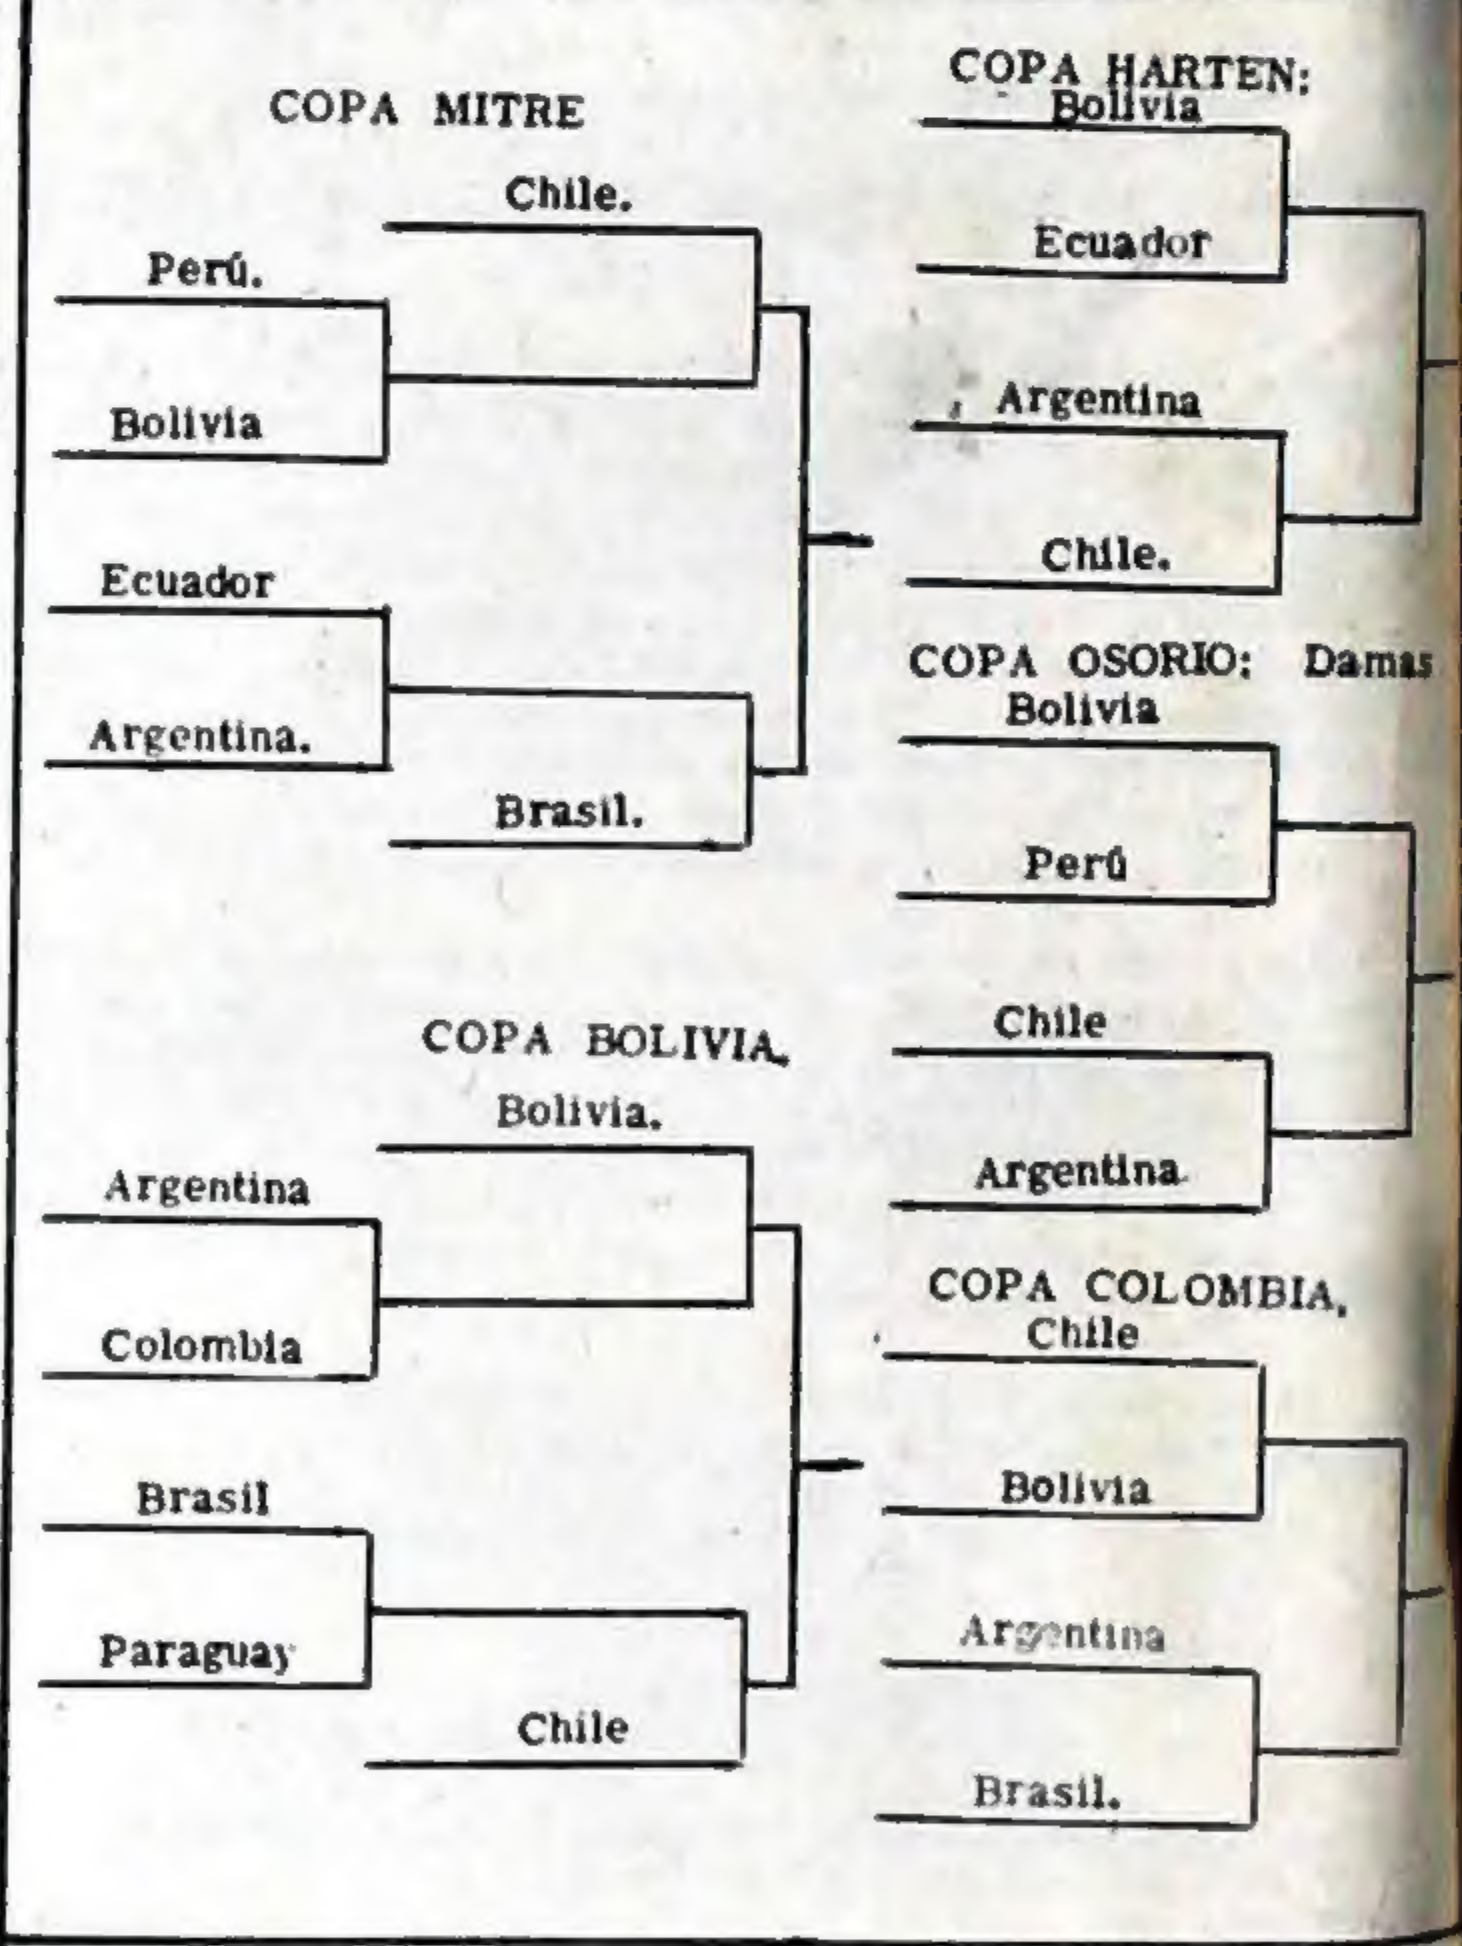 COPA MITRE
Chile.
Perú.
Bolivia
Ecuador
Argentina.
Brasil.
COPA BOLIVIA.
Bolivia.
Argentina
Colombia
Brasil
Paraguay
Chile
COPA HARTEN:
Bolivia
Ecuador
Argentina
Chile.
COPA OSORIO: Damas
Bolivia
Perú
Chile
Argentina
COPA COLOMBIA.
Chile
Bolivia
Argentina
Brasil.